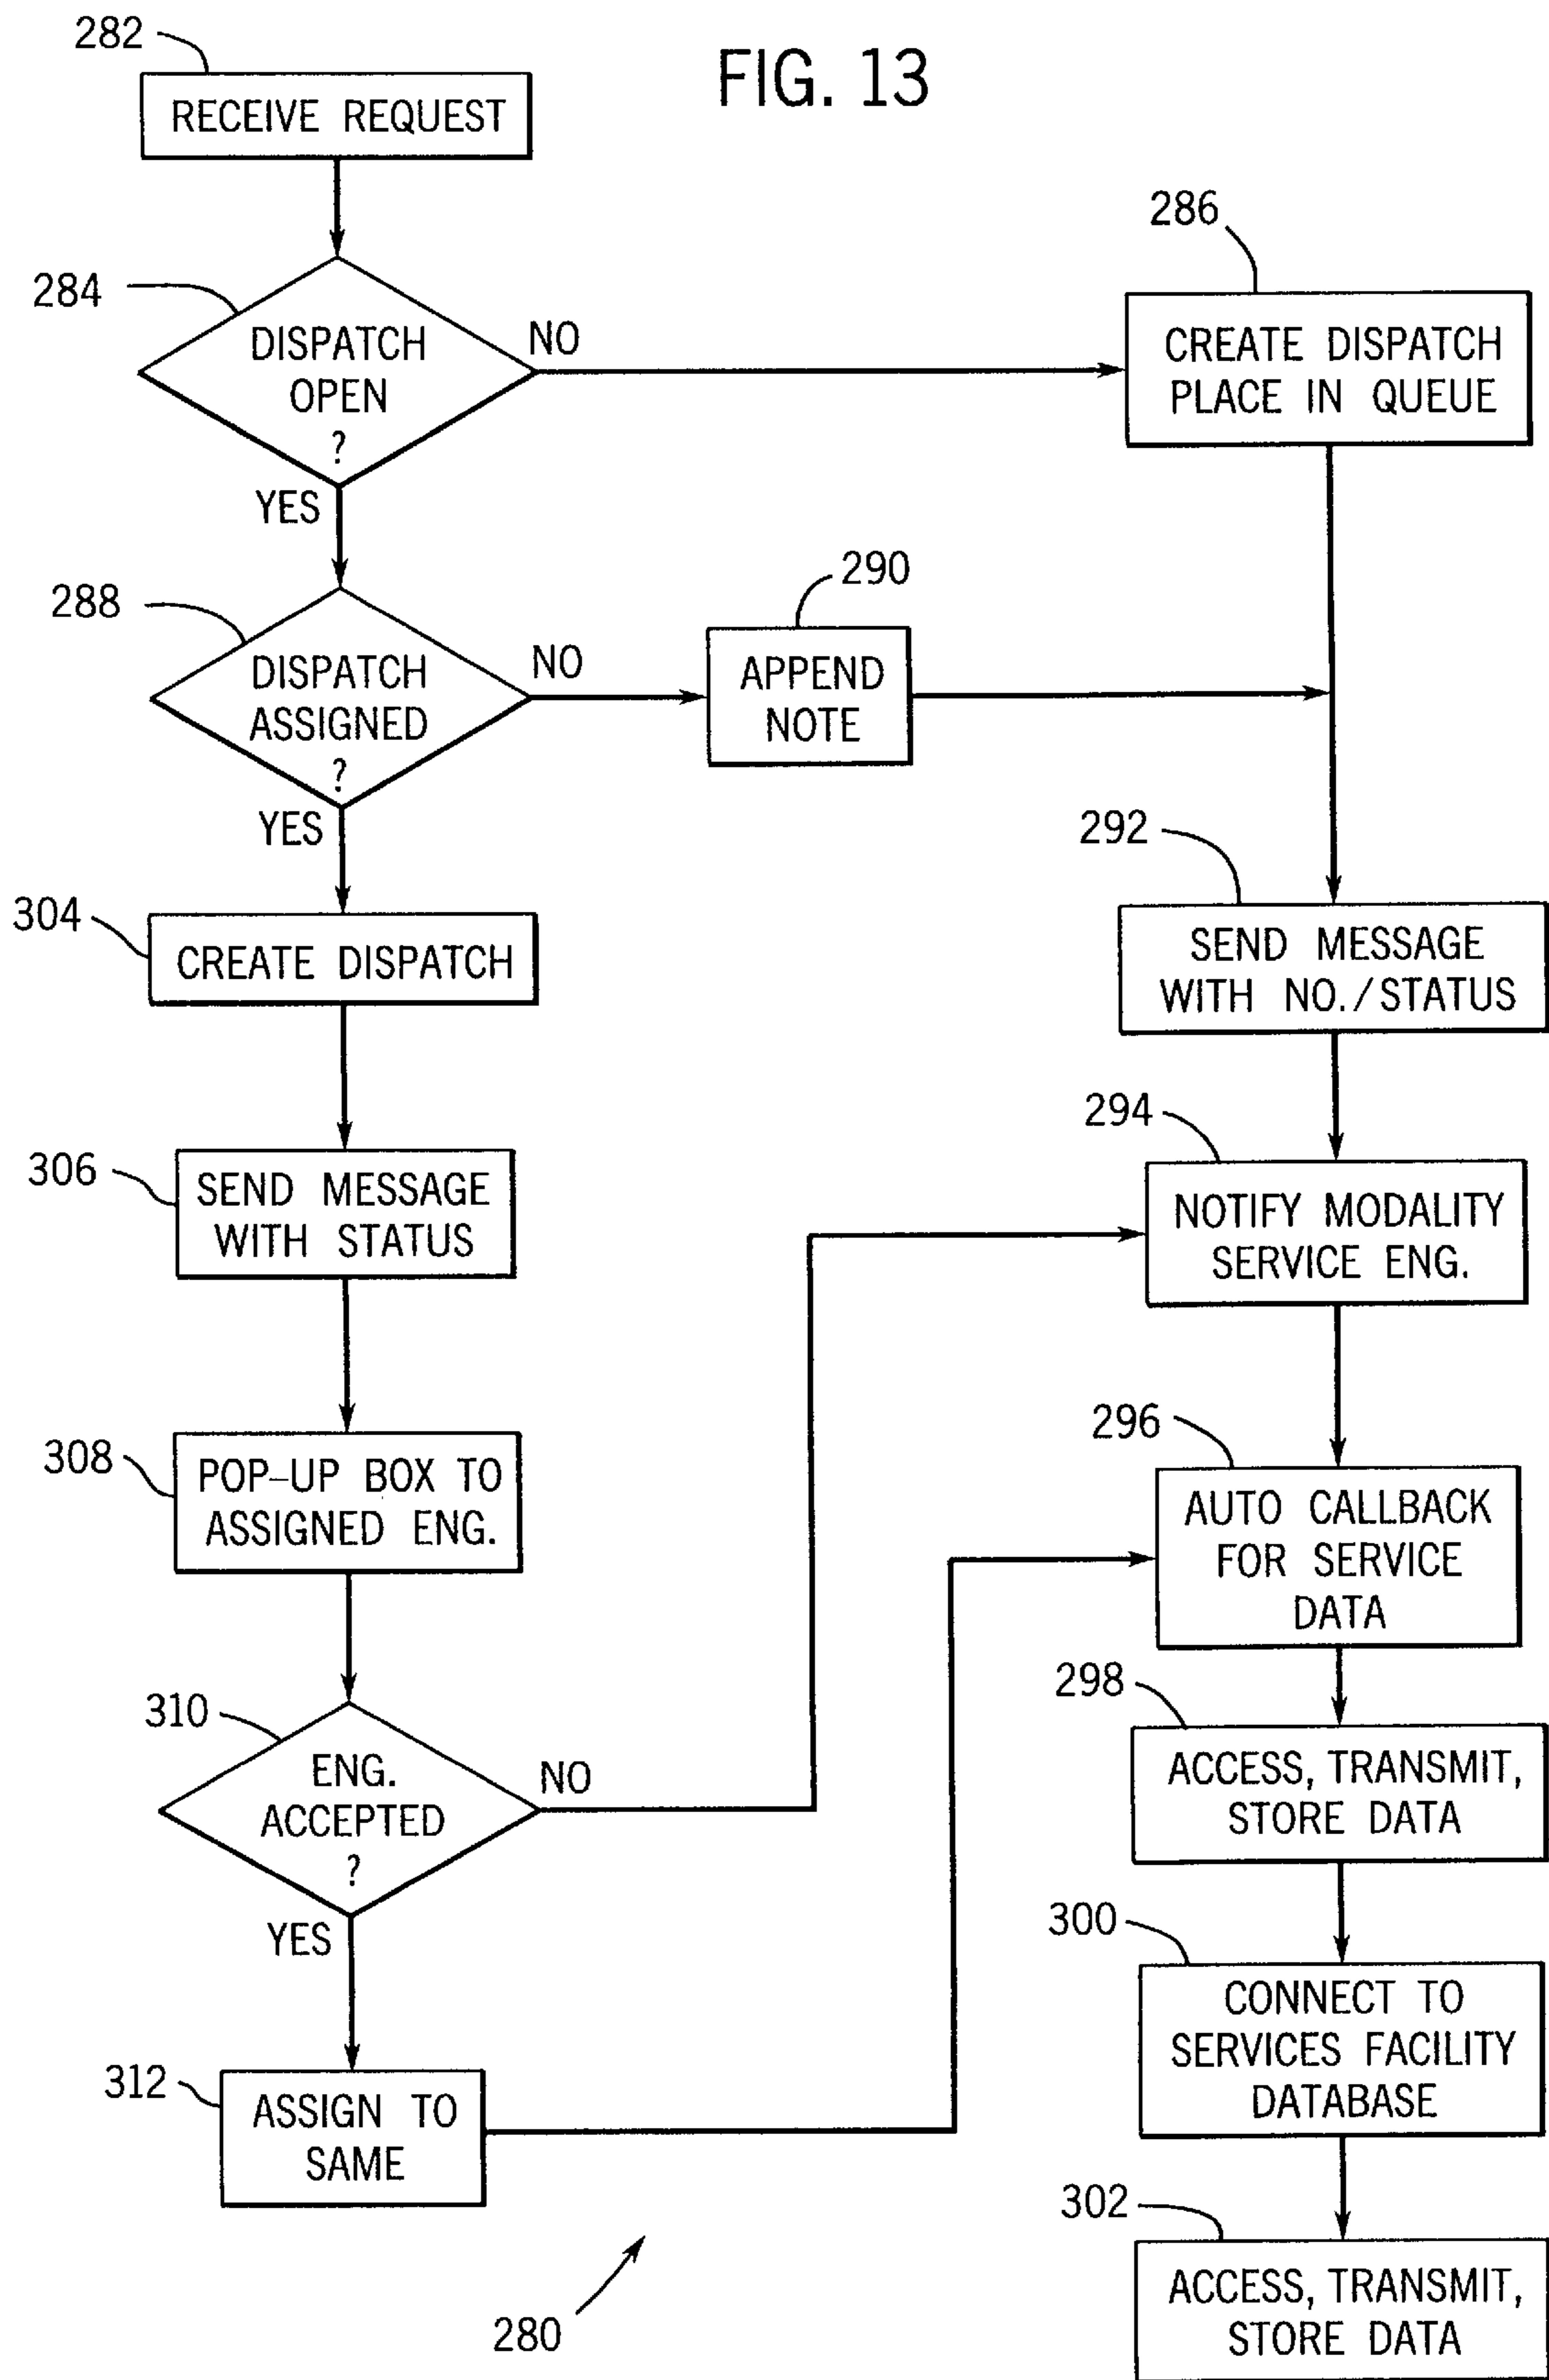 282
FIG. 13
RECEIVE REQUEST
286
284
DISPATCH
OPEN
?
NO
CREATE DISPATCH
PLACE IN QUEUE
YES
290
288
DISPATCH
ASSIGNED
?
NO
APPEND
NOTE
YES
292
304
CREATE DISPATCH
SEND MESSAGE
WITH NO./STATUS
294
306
SEND MESSAGE
WITH STATUS
NOTIFY MODALITY
SERVICE ENG.
296
308
POP-UP BOX TO
ASSIGNED ENG.
AUTO CALLBACK
FOR SERVICE
DATA
298
310
ENG.
ACCEPTED
?
NO
ACCESS, TRANSMIT,
STORE DATA
YES
300
CONNECT TO
SERVICES FACILITY
DATABASE
312
ASSIGN TO
SAME
302
ACCESS, TRANSMIT,
STORE DATA
280